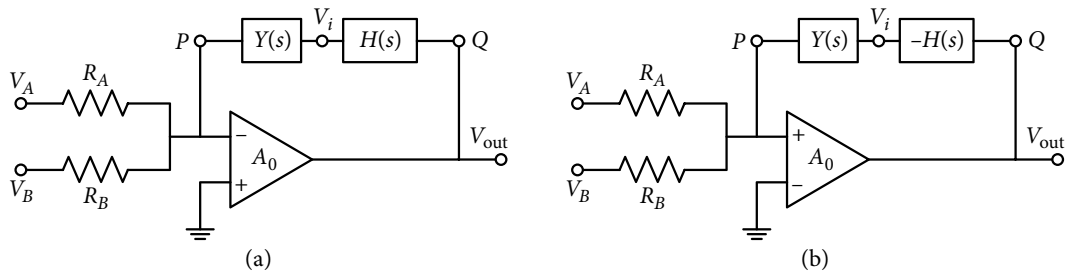 P Y(s) V_i H(s) Q
V_A R_A
− A_0 + V_out
V_B R_B
(a)
P Y(s) V_i −H(s) Q
V_A R_A
+ A_0 − V_out
V_B R_B
(b)